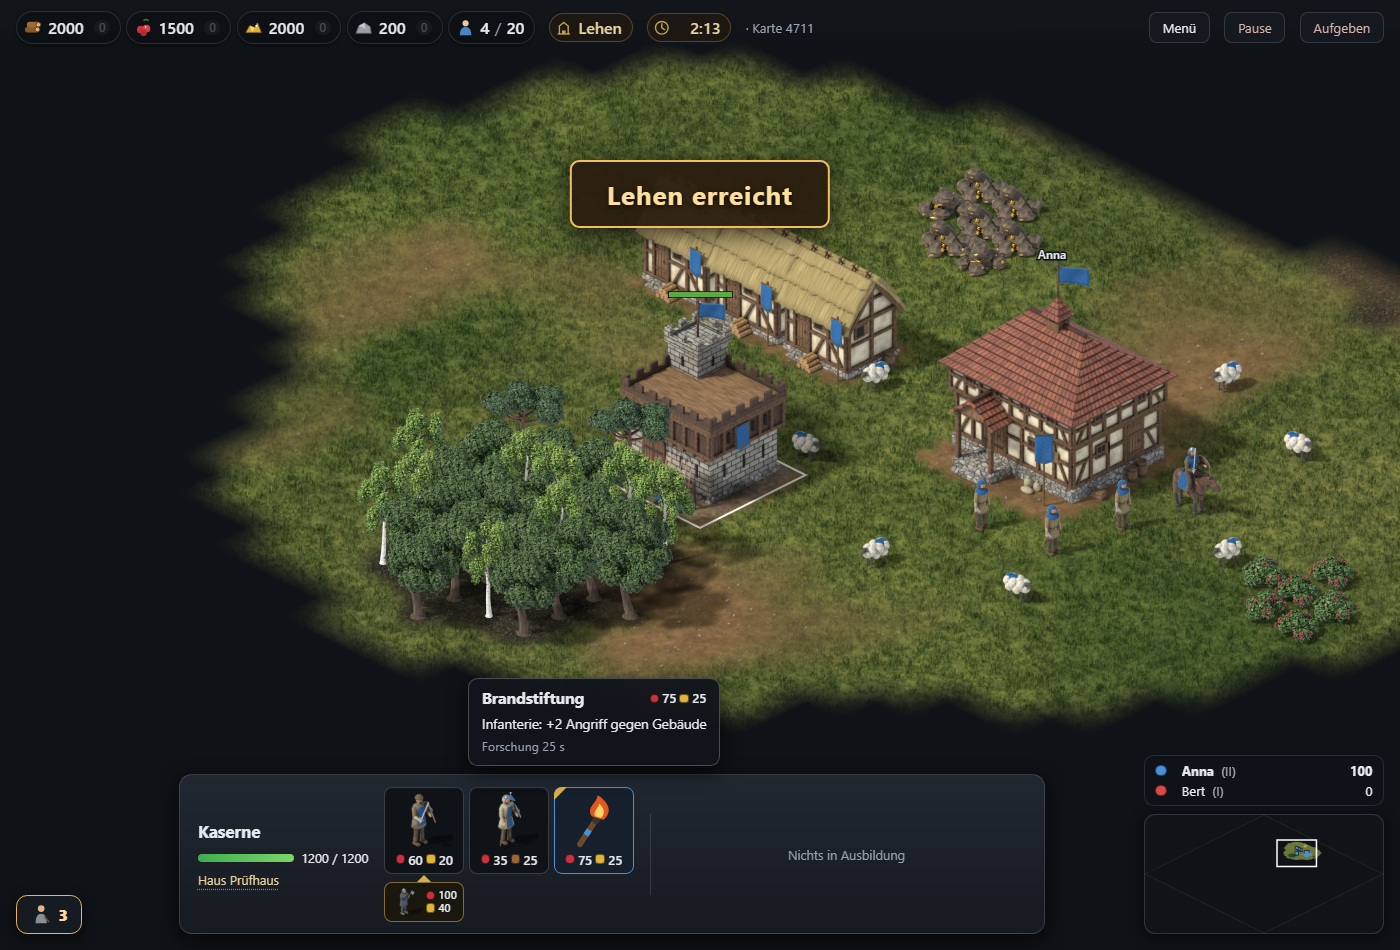 2000 0 1500 0 2000 0 200 0 4 / 20 Lehen 2:13 · Karte 4711 Menü Pause Aufgeben
Lehen erreicht
Anna
Brandstiftung 75 25
Infanterie: +2 Angriff gegen Gebäude
Forschung 25 s
Kaserne
1200 / 1200
Haus Prüfhaus
60 20 35 25 75 25
100
40
Nichts in Ausbildung
Anna (II) 100
Bert (I) 0
3